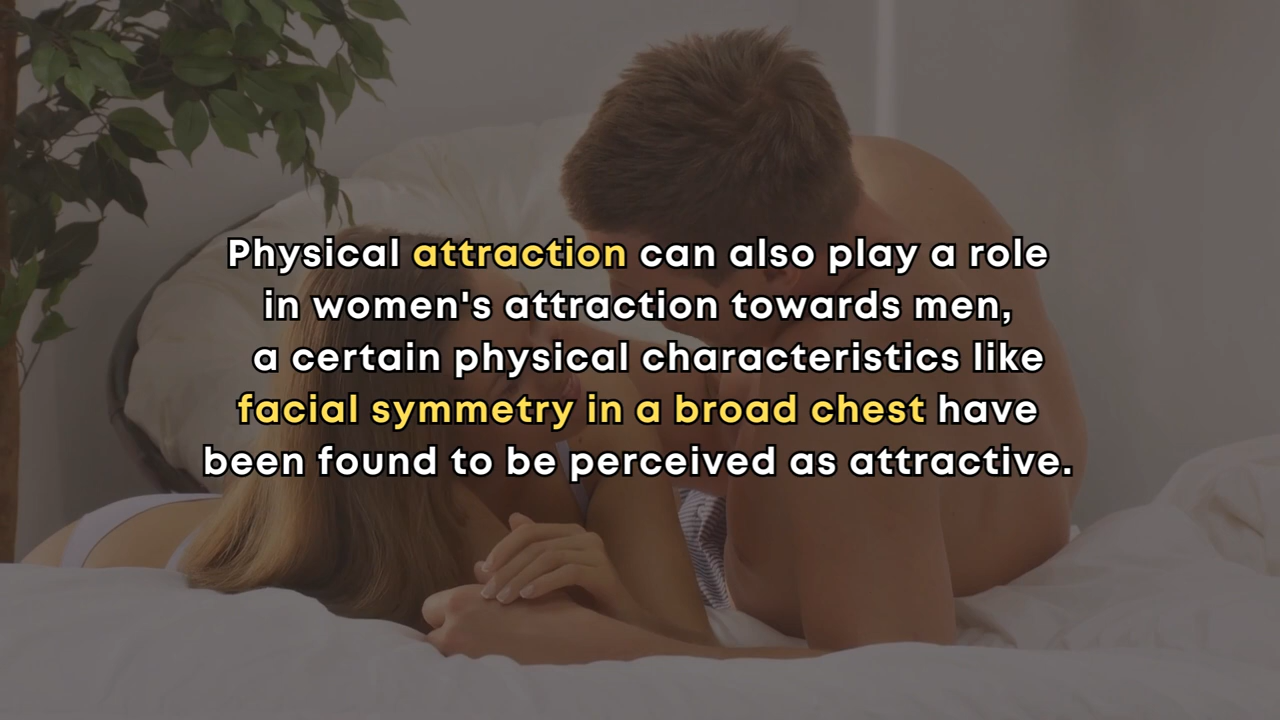 Physical attraction can also play a role
in women's attraction towards men,
a certain physical characteristics like
facial symmetry in a broad chest have
been found to be perceived as attractive.